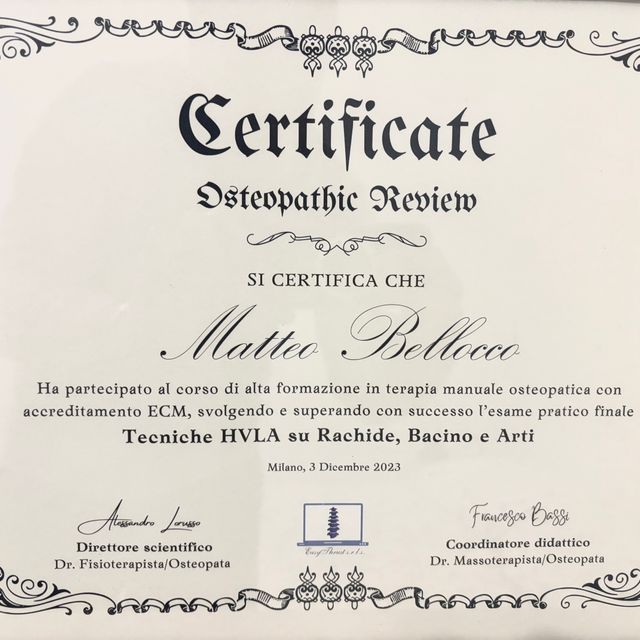 Certificate
Osteopathic Review
SI CERTIFICA CHE
Matteo Bellocco
Ha partecipato al corso di alta formazione in terapia manuale osteopatica con
accreditamento ECM, svolgendo e superando con successo l'esame pratico finale
Tecniche HVLA su Rachide, Bacino e Arti
Milano, 3 Dicembre 2023
Alessandro Lorusso
Direttore scientifico
Dr. Fisioterapista/Osteopata
EasyThrust s.r.l.s.
Francesco Bassi
Coordinatore didattico
Dr. Massoterapista/Osteopata